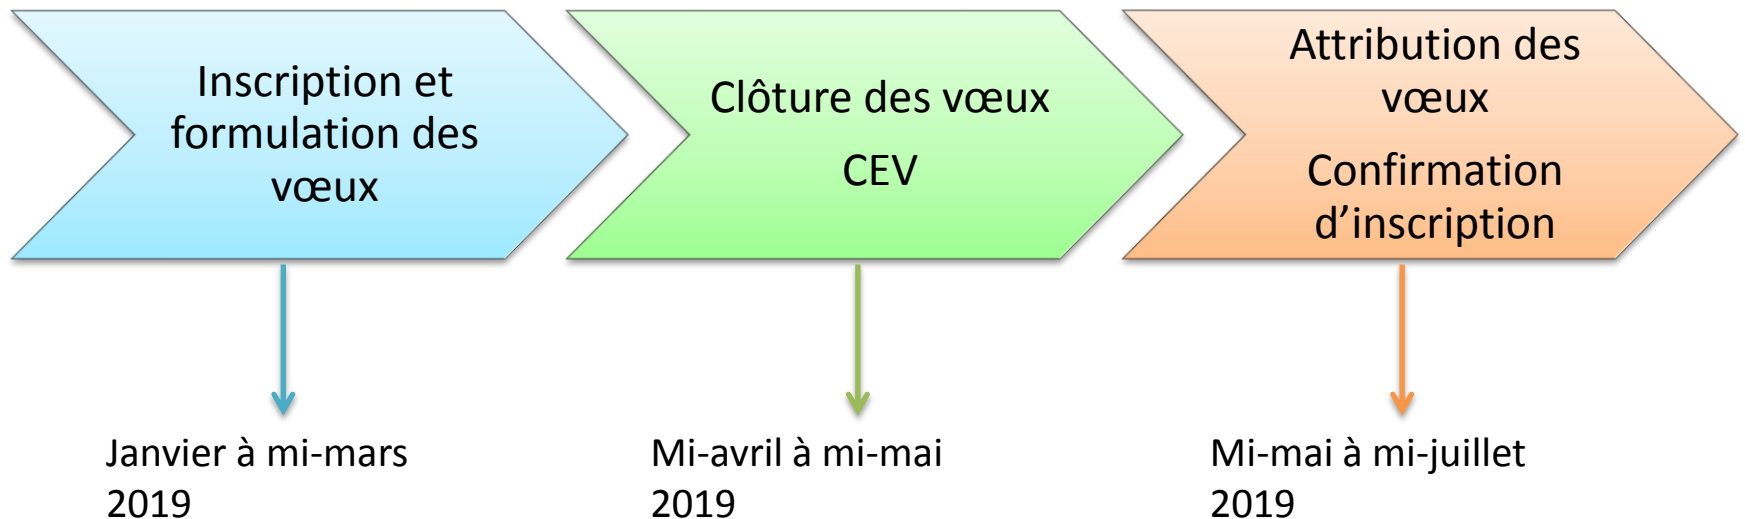 Inscription et
formulation des
vœux
Clôture des vœux
CEV
Attribution des
vœux
Confirmation
d’inscription
Janvier à mi-mars
2019
Mi-avril à mi-mai
2019
Mi-mai à mi-juillet
2019